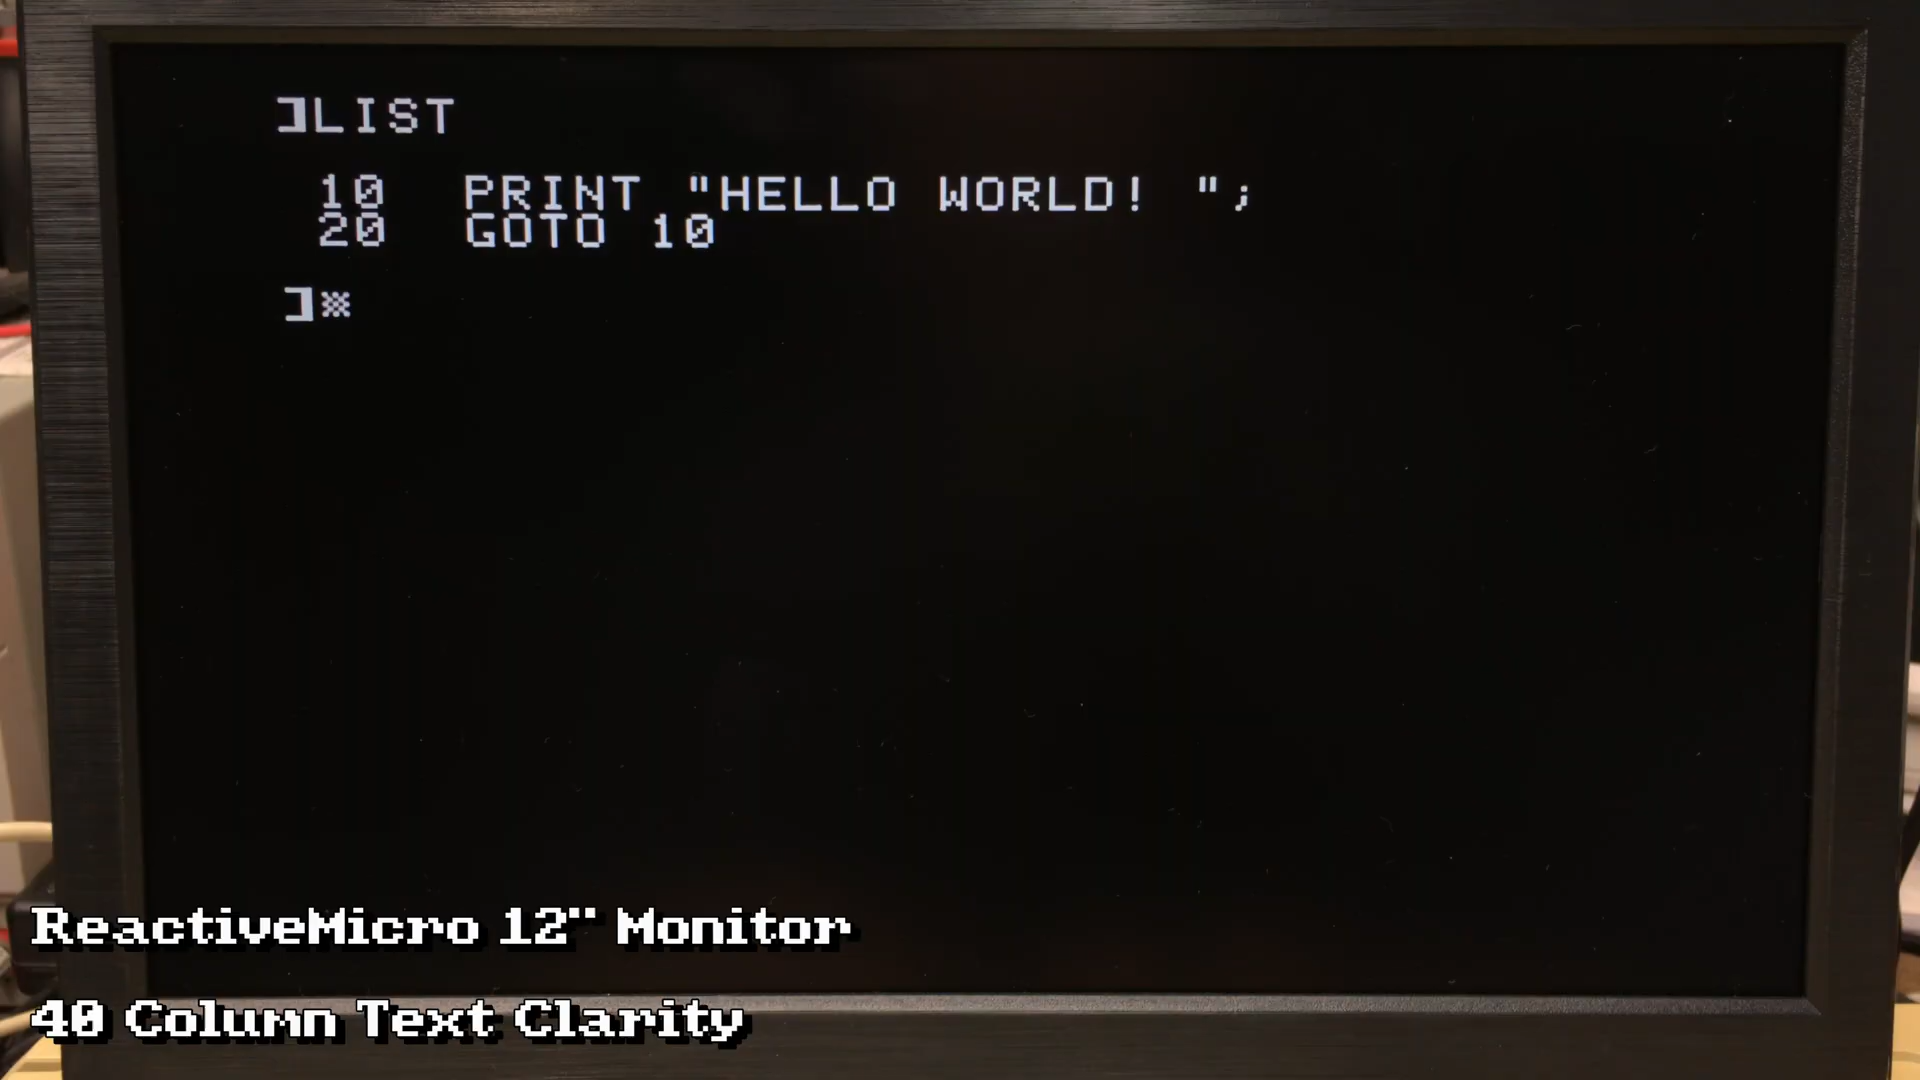 ]LIST
10  PRINT "HELLO WORLD! ";
20  GOTO 10
]
ReactiveMicro 12" Monitor
40 Column Text Clarity